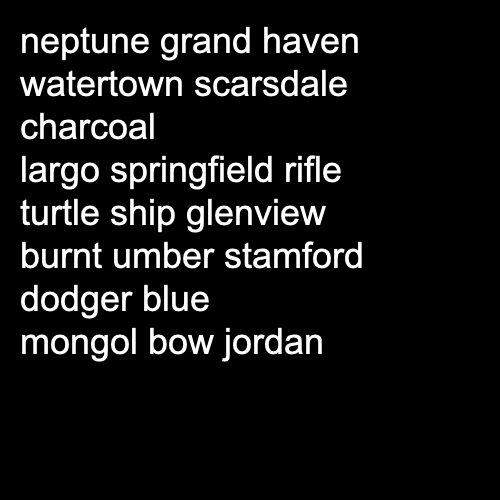 neptune grand haven
watertown scarsdale
charcoal
largo springfield rifle
turtle ship glenview
burnt umber stamford
dodger blue
mongol bow jordan